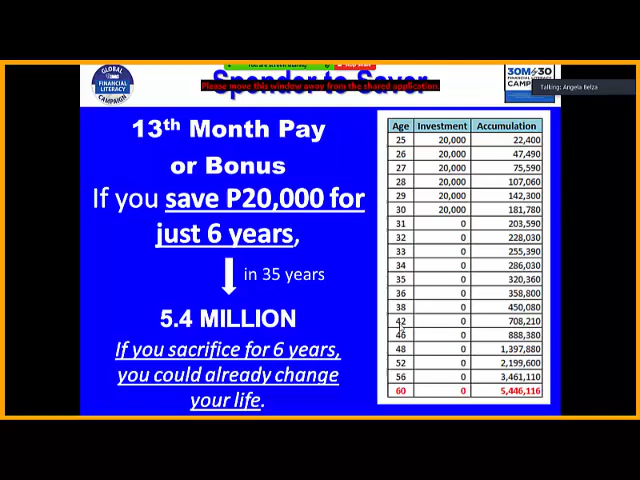 GLOBAL
FINANCIAL
LITERACY
CAMPAIGN
Please move this window away from the shared application.
Spender to Saver
30M by 30
FINANCIAL LITERACY
CAMP
Talking: Angela Belza
13th Month Pay
or Bonus
If you save P20,000 for
just 6 years,
in 35 years
5.4 MILLION
If you sacrifice for 6 years,
you could already change
your life.
Age Investment Accumulation
25 20,000 22,400
26 20,000 47,490
27 20,000 75,590
28 20,000 107,060
29 20,000 142,300
30 20,000 181,780
31 0 203,590
32 0 228,030
33 0 255,390
34 0 286,030
35 0 320,360
36 0 358,800
38 0 450,080
42 0 708,210
46 0 888,380
48 0 1,397,880
52 0 2,199,600
56 0 3,461,110
60 0 5,446,116